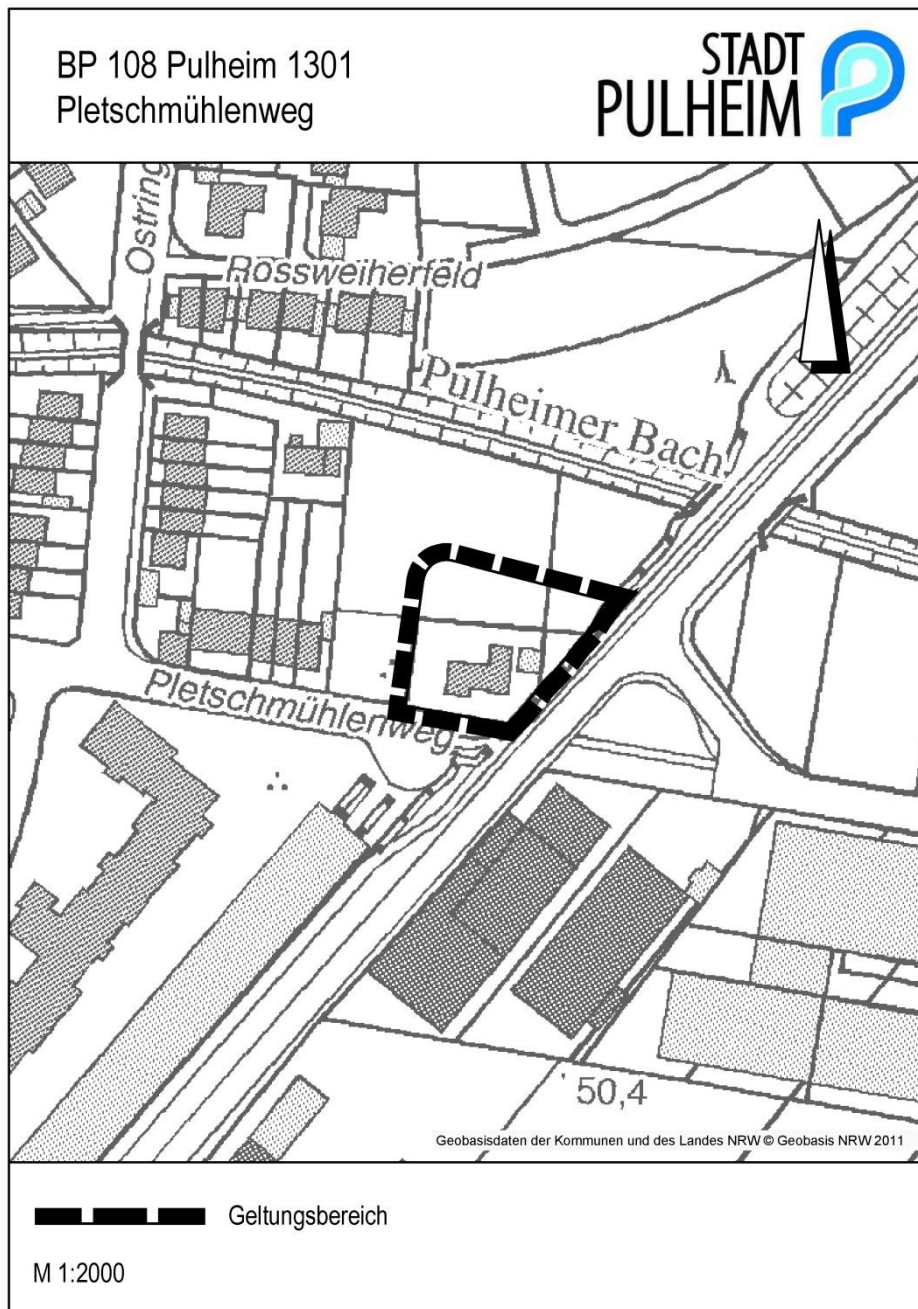 BP 108 Pulheim 1301
Pletschmühlenweg
STADT
PULHEIM
Ostring
Rossweiherfeld
Pulheimer Bach
Pletschmühlenweg
50,4
Geobasisdaten der Kommunen und des Landes NRW © Geobasis NRW 2011
Geltungsbereich
M 1:2000